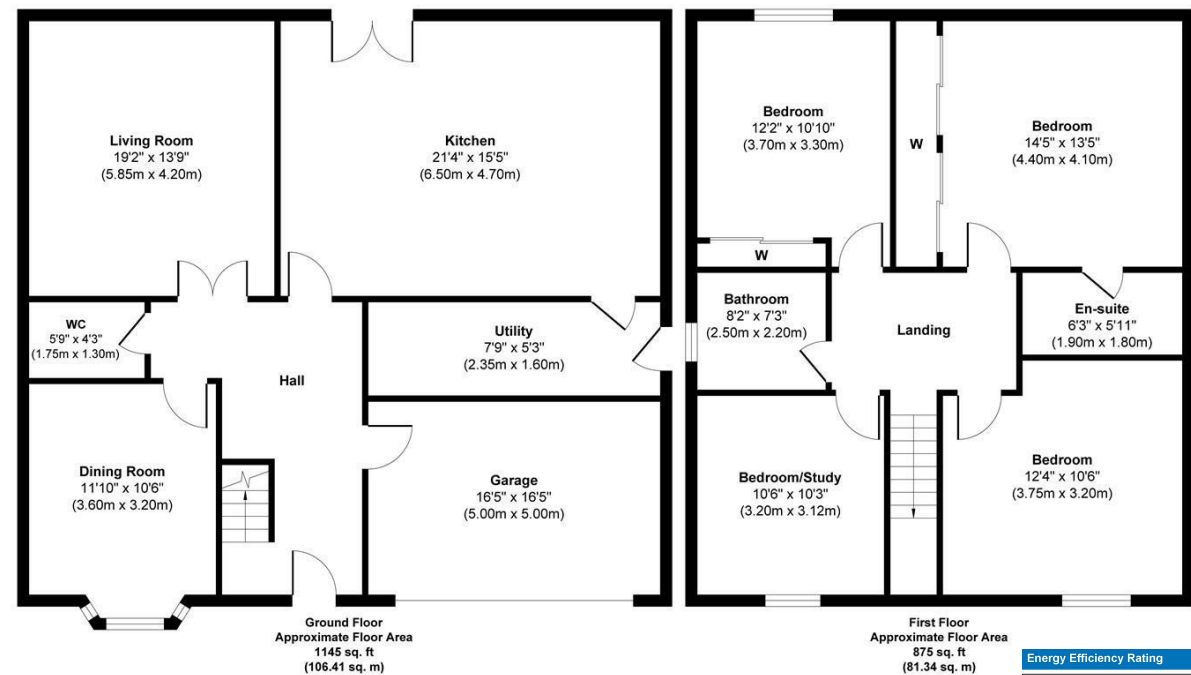 Living Room
19'2" x 13'9"
(5.85m x 4.20m)
Kitchen
21'4" x 15'5"
(6.50m x 4.70m)
WC
5'9" x 4'3"
(1.75m x 1.30m)
Utility
7'9" x 5'3"
(2.35m x 1.60m)
Hall
Dining Room
11'10" x 10'6"
(3.60m x 3.20m)
Garage
16'5" x 16'5"
(5.00m x 5.00m)
Ground Floor
Approximate Floor Area
1145 sq. ft
(106.41 sq. m)
Bedroom
12'2" x 10'10"
(3.70m x 3.30m)
W
W
Bedroom
14'5" x 13'5"
(4.40m x 4.10m)
Bathroom
8'2" x 7'3"
(2.50m x 2.20m)
Landing
En-suite
6'3" x 5'11"
(1.90m x 1.80m)
Bedroom/Study
10'6" x 10'3"
(3.20m x 3.12m)
Bedroom
12'4" x 10'6"
(3.75m x 3.20m)
First Floor
Approximate Floor Area
875 sq. ft
(81.34 sq. m)
Energy Efficiency Rating